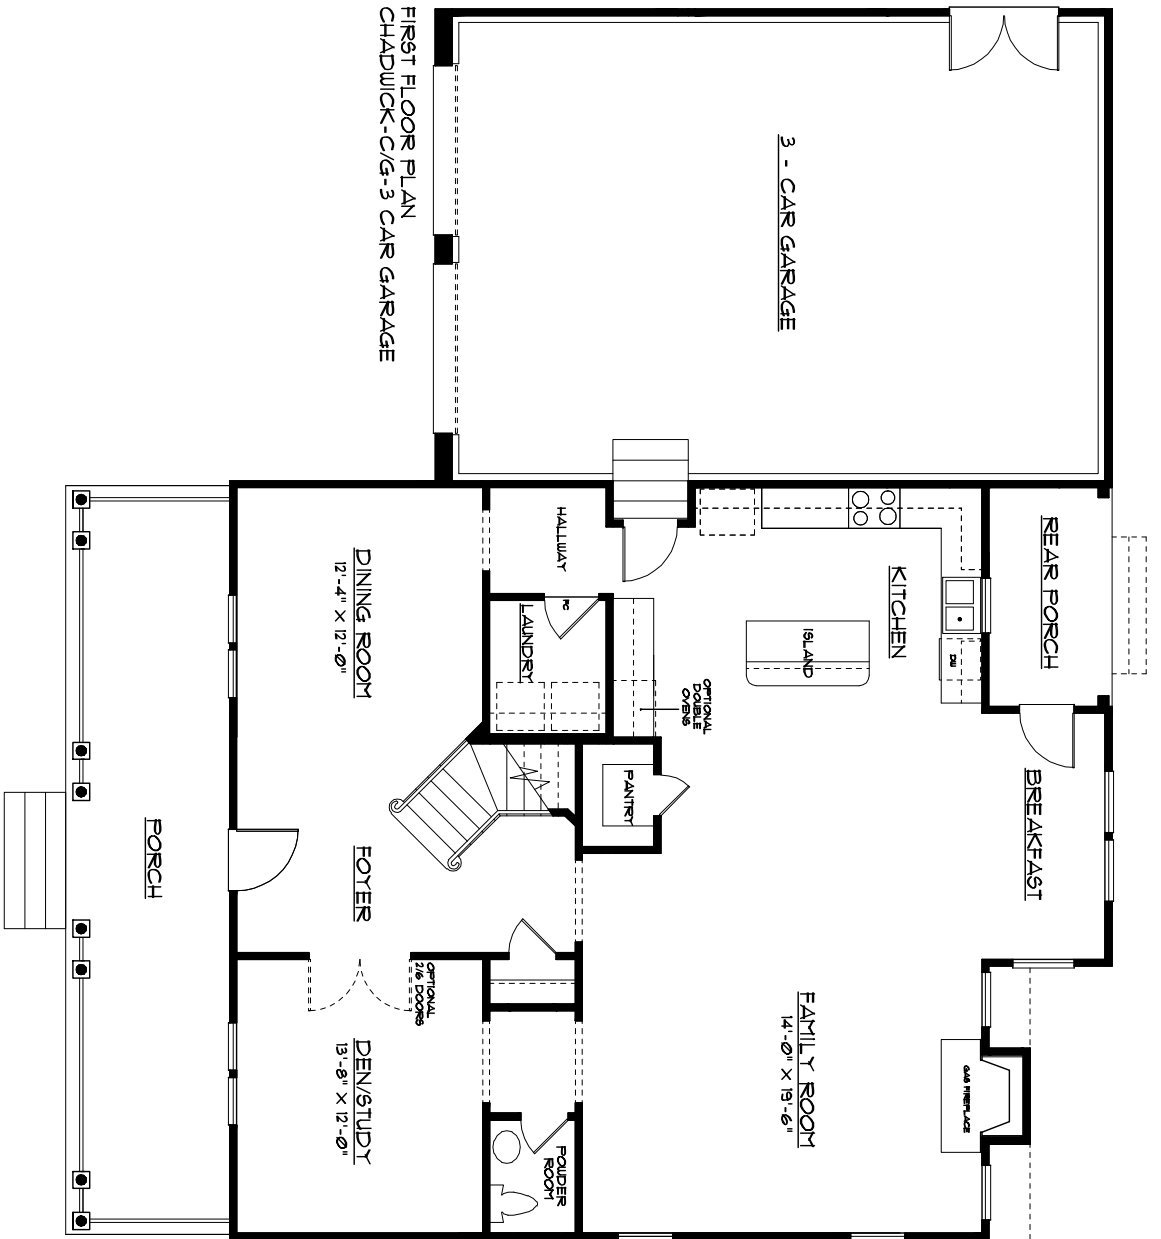 FIRST FLOOR PLAN
CHADWICK-C/G-3 CAR GARAGE
3 - CAR GARAGE
REAR PORCH
HALLWAY
KITCHEN
DINING ROOM
12'-4" X 12'-0"
PC
LAUNDRY
ISLAND
DW
OPTIONAL
DOUBLE
OVENS
PANTRY
BREAKFAST
PORCH
FOYER
OPTIONAL
2/6 DOORS
FAMILY ROOM
14'-0" X 19'-6"
GAS FIREPLACE
DEN/STUDY
13'-8" X 12'-0"
POWDER
ROOM